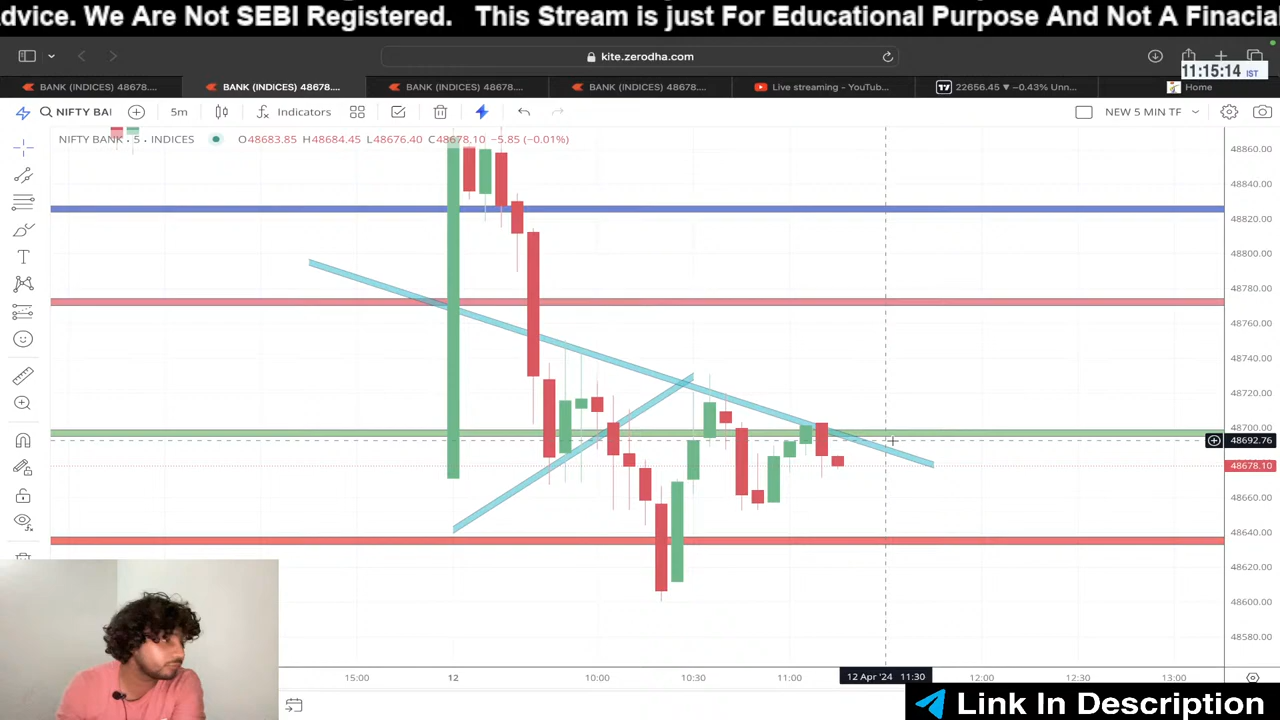 dvice. We Are Not SEBI Registered. This Stream is just For Educational Purpose And Not A Finacia
kite.zerodha.com
11:15:14 IST
BANK (INDICES) 48678....
BANK (INDICES) 48678....
BANK (INDICES) 48678....
BANK (INDICES) 48678....
Live streaming - YouTub...
22656.45 ▼ −0.43% Unn...
Home
NIFTY BAI
5m
Indicators
NEW 5 MIN TF
NIFTY BANK · 5 · INDICES
O48683.85 H48684.45 L48676.40 C48678.10 −5.85 (−0.01%)
48860.00
48840.00
48820.00
48800.00
48780.00
48760.00
48740.00
48720.00
48700.00
48692.76
48678.10
48660.00
48640.00
48620.00
48600.00
48580.00
15:00
12
10:00
10:30
11:00
12 Apr '24 11:30
12:00
12:30
13:00
Link In Description